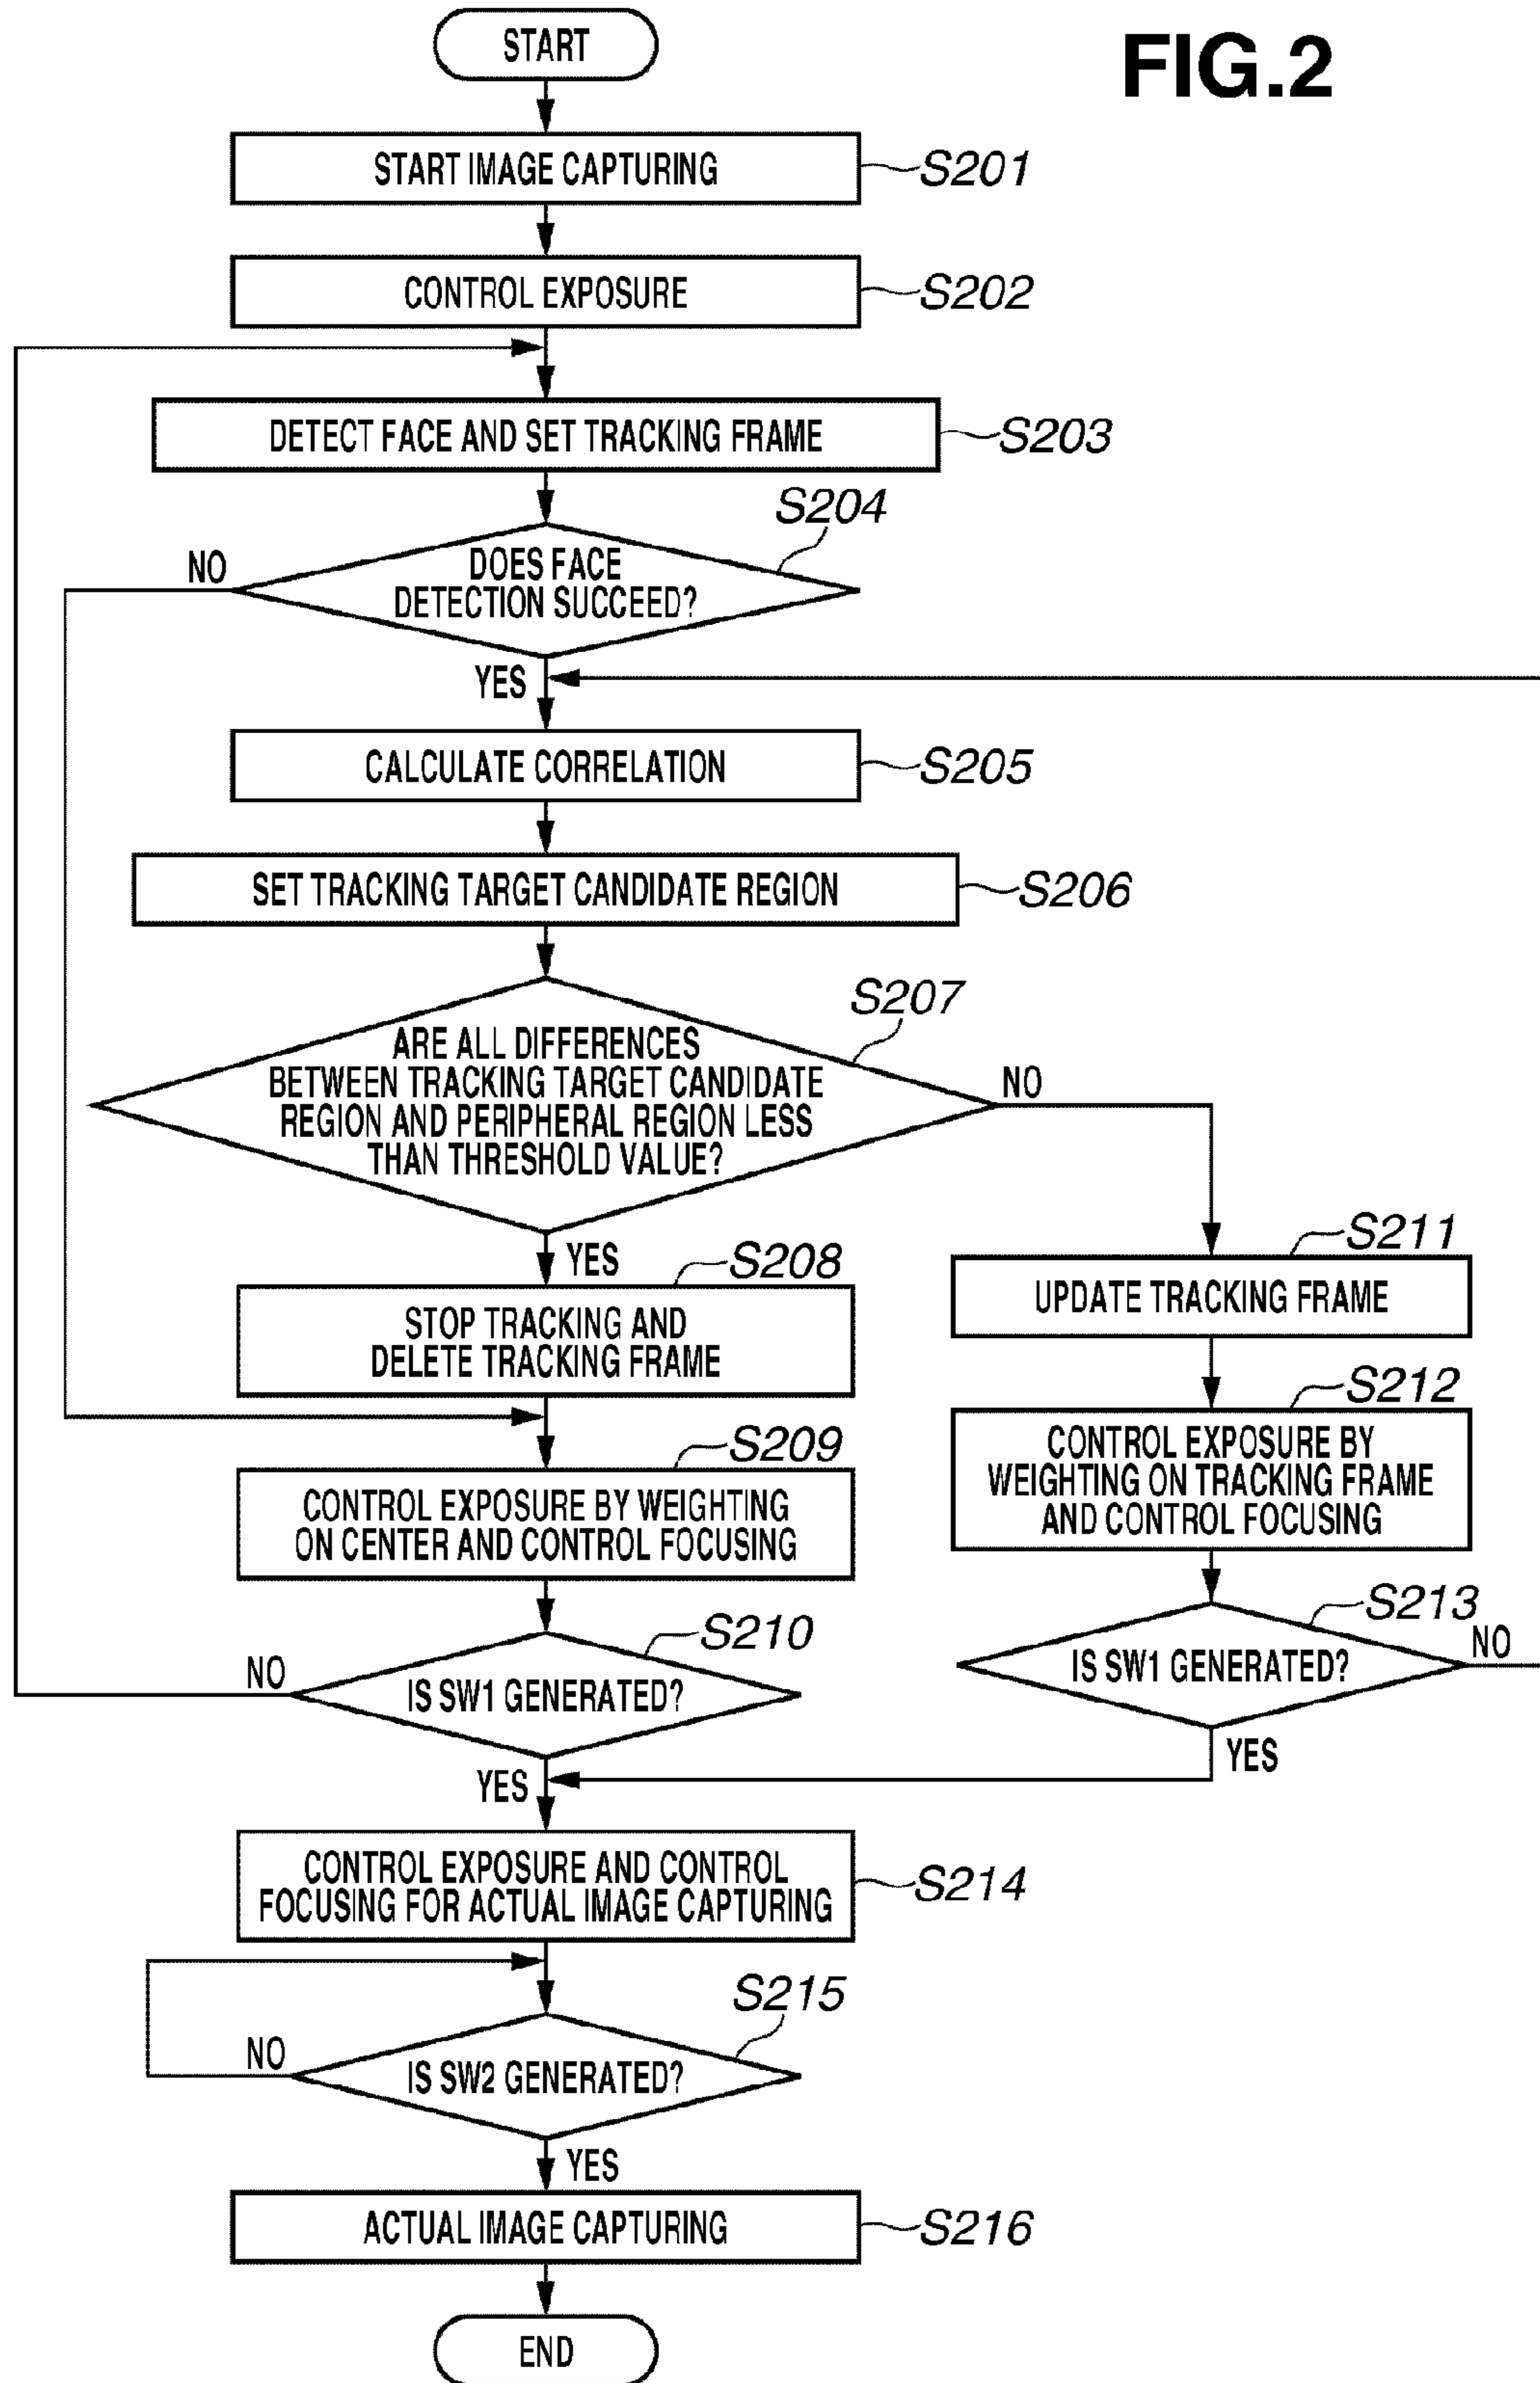 FIG.2
START
START IMAGE CAPTURING
S201
CONTROL EXPOSURE
S202
DETECT FACE AND SET TRACKING FRAME
S203
S204
NO
DOES FACE
DETECTION SUCCEED?
YES
CALCULATE CORRELATION
S205
SET TRACKING TARGET CANDIDATE REGION
S206
S207
ARE ALL DIFFERENCES
BETWEEN TRACKING TARGET CANDIDATE
REGION AND PERIPHERAL REGION LESS
THAN THRESHOLD VALUE?
NO
YES
S208
STOP TRACKING AND
DELETE TRACKING FRAME
S211
UPDATE TRACKING FRAME
S209
CONTROL EXPOSURE BY WEIGHTING
ON CENTER AND CONTROL FOCUSING
S212
CONTROL EXPOSURE BY
WEIGHTING ON TRACKING FRAME
AND CONTROL FOCUSING
S210
NO
IS SW1 GENERATED?
YES
S213
IS SW1 GENERATED?
NO
YES
CONTROL EXPOSURE AND CONTROL
FOCUSING FOR ACTUAL IMAGE CAPTURING
S214
S215
NO
IS SW2 GENERATED?
YES
ACTUAL IMAGE CAPTURING
S216
END